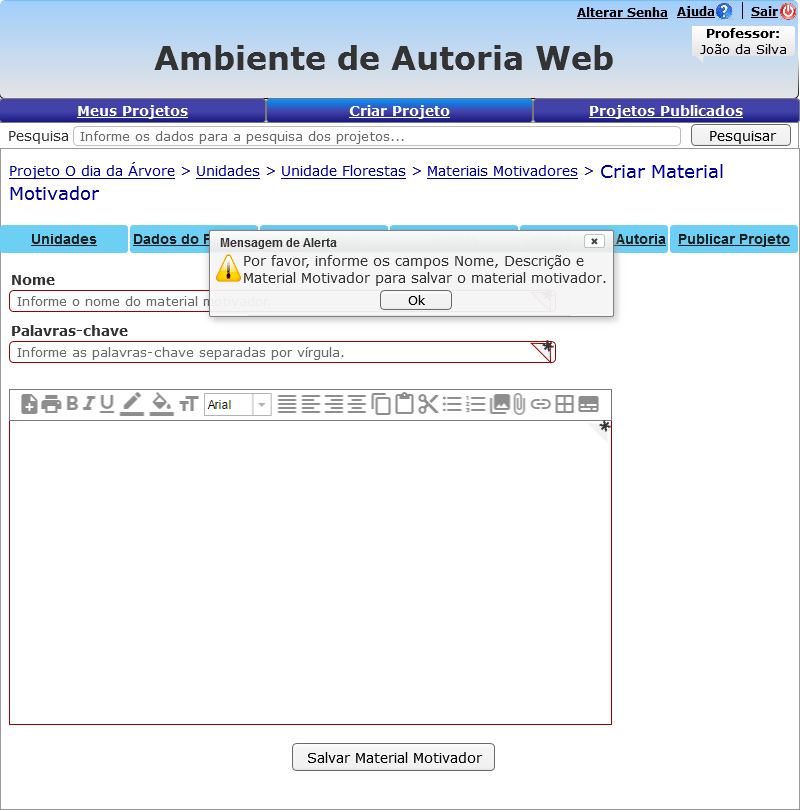 Alterar Senha Ajuda Sair
Professor:
João da Silva
Ambiente de Autoria Web
Meus Projetos Criar Projeto Projetos Publicados
Pesquisa Informe os dados para a pesquisa dos projetos... Pesquisar
Projeto O dia da Árvore > Unidades > Unidade Florestas > Materiais Motivadores > Criar Material
Motivador
Unidades Dados do Autoria Publicar Projeto
Mensagem de Alerta
Por favor, informe os campos Nome, Descrição e
Material Motivador para salvar o material motivador.
Ok
Nome
Informe o nome do material motivador.
Palavras-chave
Informe as palavras-chave separadas por vírgula.
B I U Arial
Salvar Material Motivador